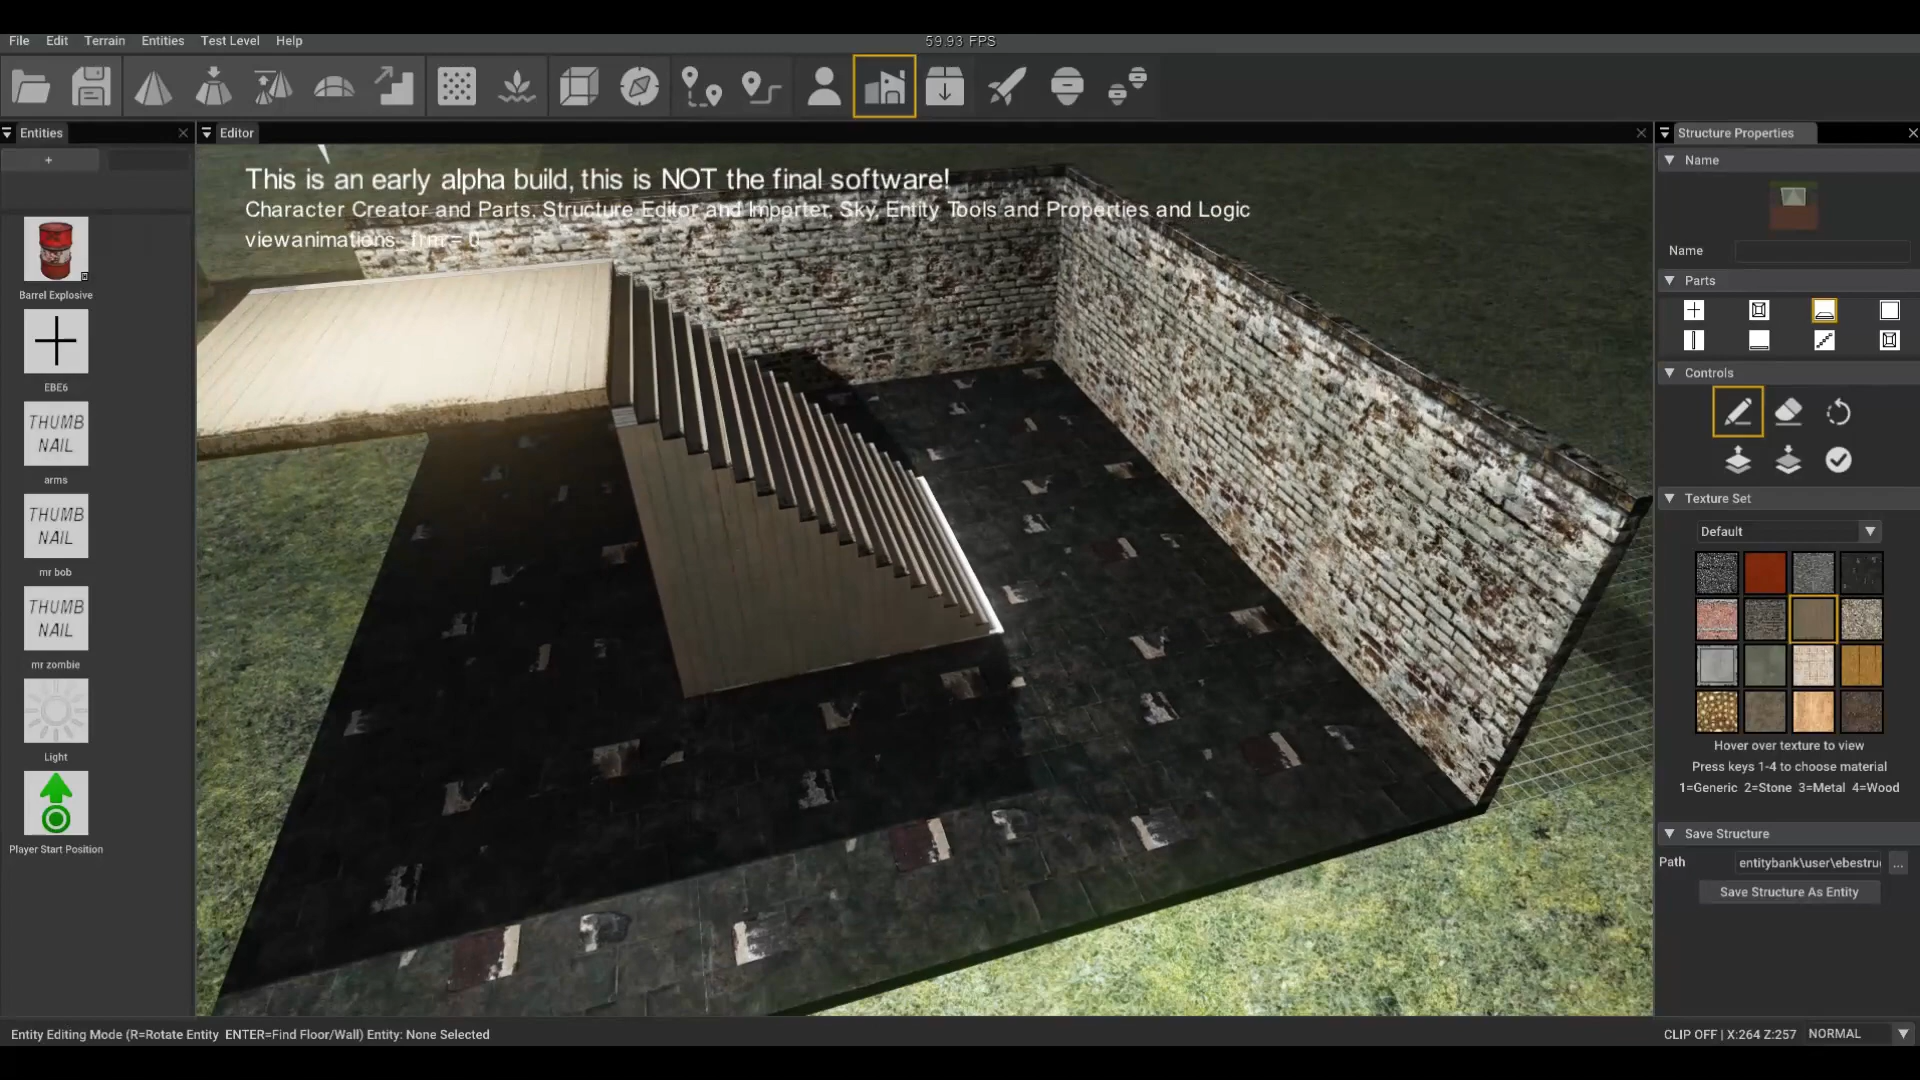 File Edit Terrain Entities Test Level Help
59.93 FPS
Entities
Editor
Structure Properties
+
This is an early alpha build, this is NOT the final software!
Character Creator and Parts, Structure Editor and Importer, Sky, Entity Tools and Properties and Logic
viewanimations_frm = 0
Barrel Explosive
EBE6
THUMB
NAIL
arms
THUMB
NAIL
mr bob
THUMB
NAIL
mr zombie
Light
Player Start Position
Name
Name
Parts
Controls
Texture Set
Default
Hover over texture to view
Press keys 1-4 to choose material
1=Generic 2=Stone 3=Metal 4=Wood
Save Structure
Path entitybank\user\ebestru ...
Save Structure As Entity
Entity Editing Mode (R=Rotate Entity ENTER=Find Floor/Wall) Entity: None Selected
CLIP OFF | X:264 Z:257 NORMAL